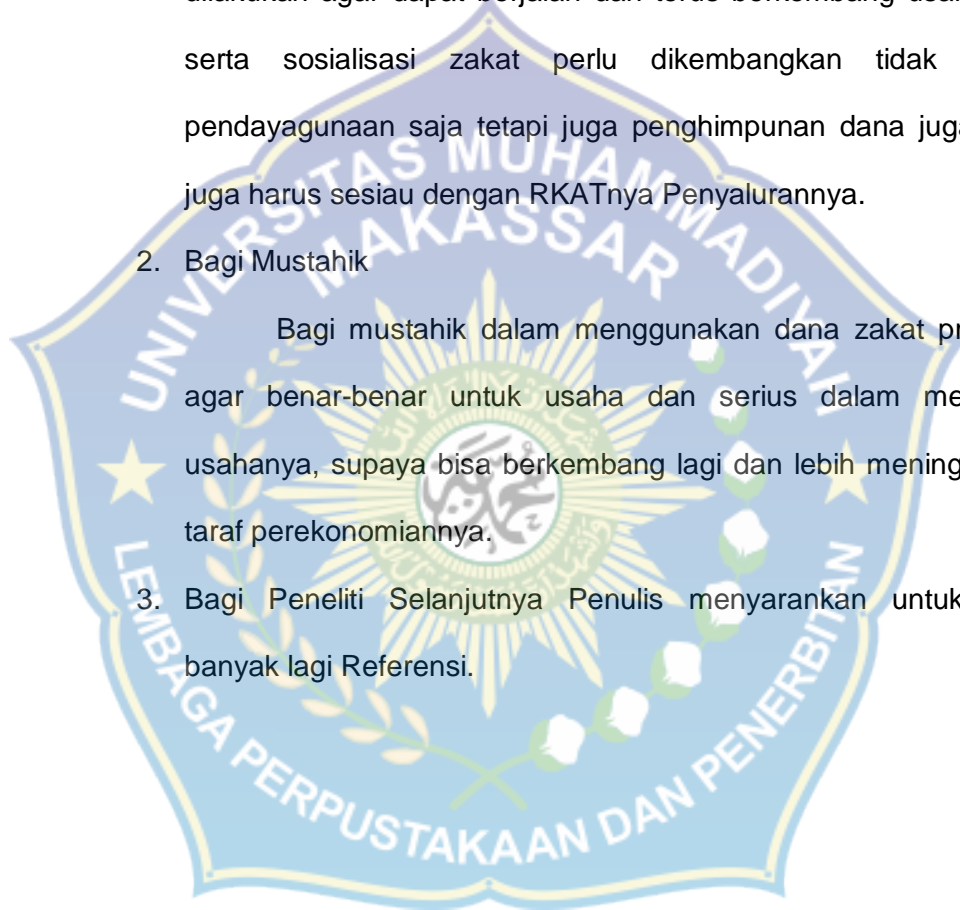 serta sosialisasi zakat perlu dikembangkan tidak
pendayagunaan saja tetapi juga penghimpunan dana juga
juga harus sesiau dengan RKATnya Penyalurannya.
2. Bagi Mustahik
Bagi mustahik dalam menggunakan dana zakat pr
agar benar-benar untuk usaha dan serius dalam me
usahanya, supaya bisa berkembang lagi dan lebih mening
taraf perekonomiannya.
3. Bagi Peneliti Selanjutnya Penulis menyarankan untuk
banyak lagi Referensi.
UNIVERSITAS MUHAMMADIYAH
MAKASSAR
LEMBAGA PERPUSTAKAAN DAN PENERBITAN